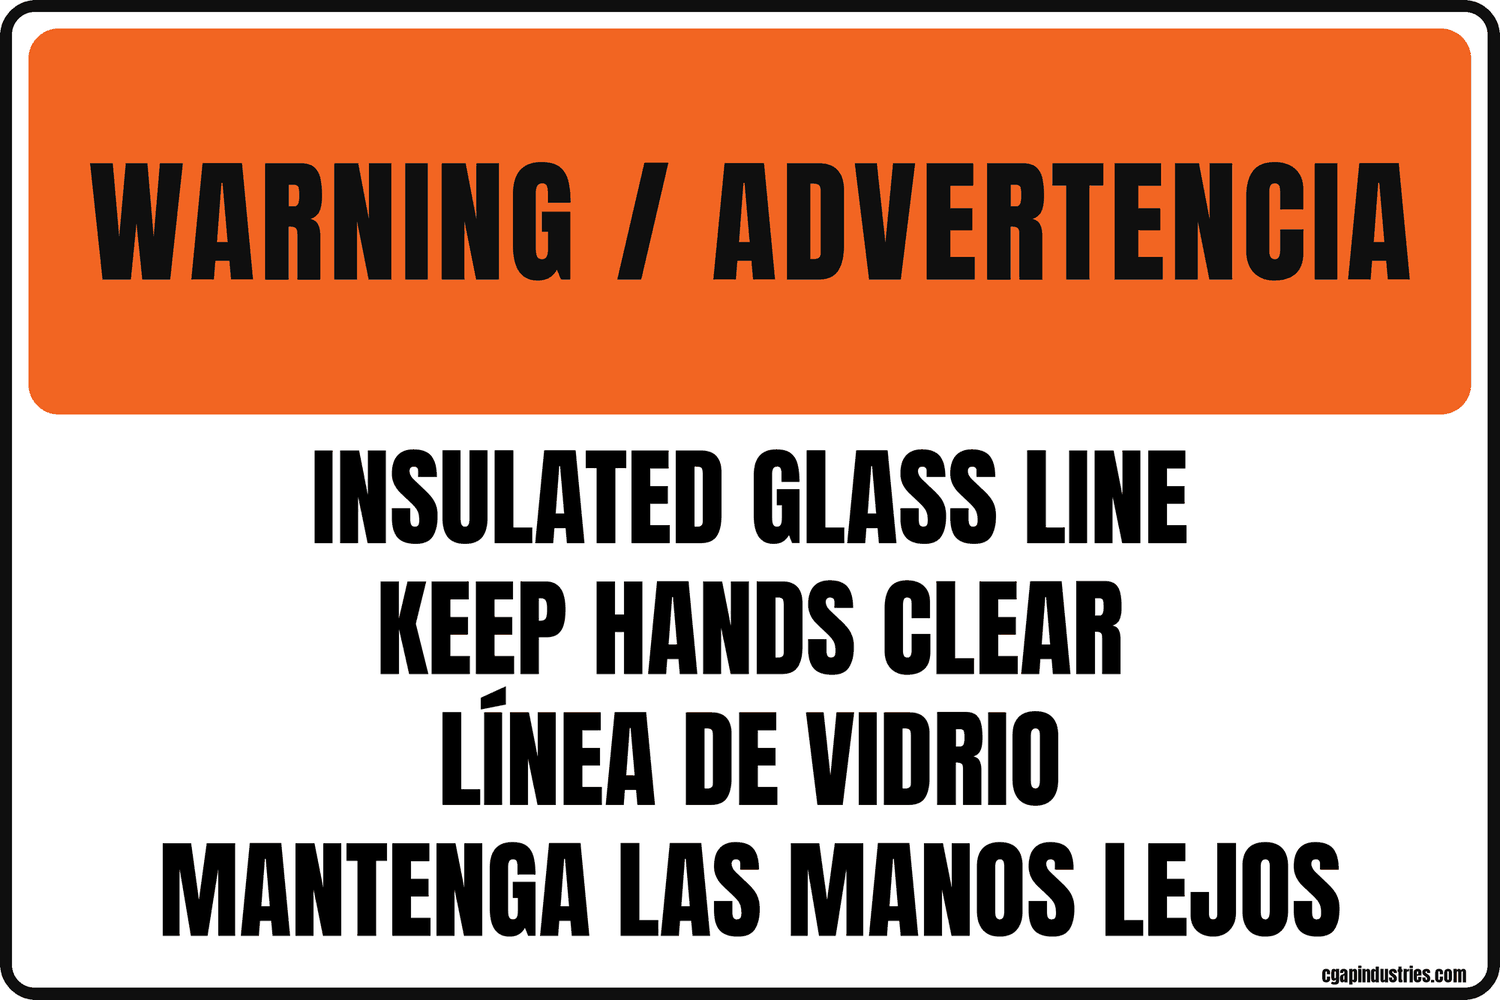 WARNING / ADVERTENCIA
INSULATED GLASS LINE
KEEP HANDS CLEAR
LÍNEA DE VIDRIO
MANTENGA LAS MANOS LEJOS
cgapindustries.com